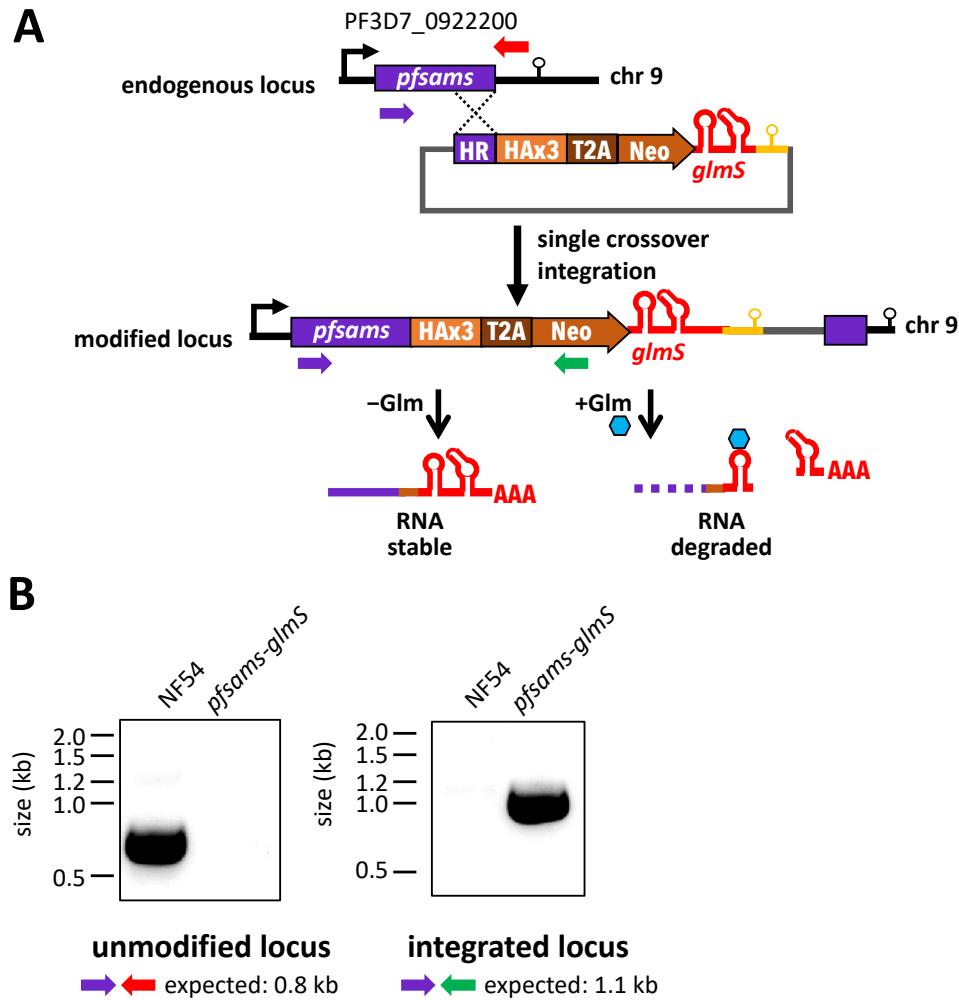 A
PF3D7_0922200
endogenous locus
pfsams
chr 9
HR HAx3 T2A Neo
glmS
single crossover
integration
modified locus
pfsams HAx3 T2A Neo
glmS
chr 9
–Glm
+Glm
AAA
AAA
RNA
stable
RNA
degraded
B
NF54
pfsams-glmS
size (kb)
2.0
1.5
1.2
1.0
0.5
unmodified locus
expected: 0.8 kb
NF54
pfsams-glmS
size (kb)
2.0
1.5
1.2
1.0
0.5
integrated locus
expected: 1.1 kb